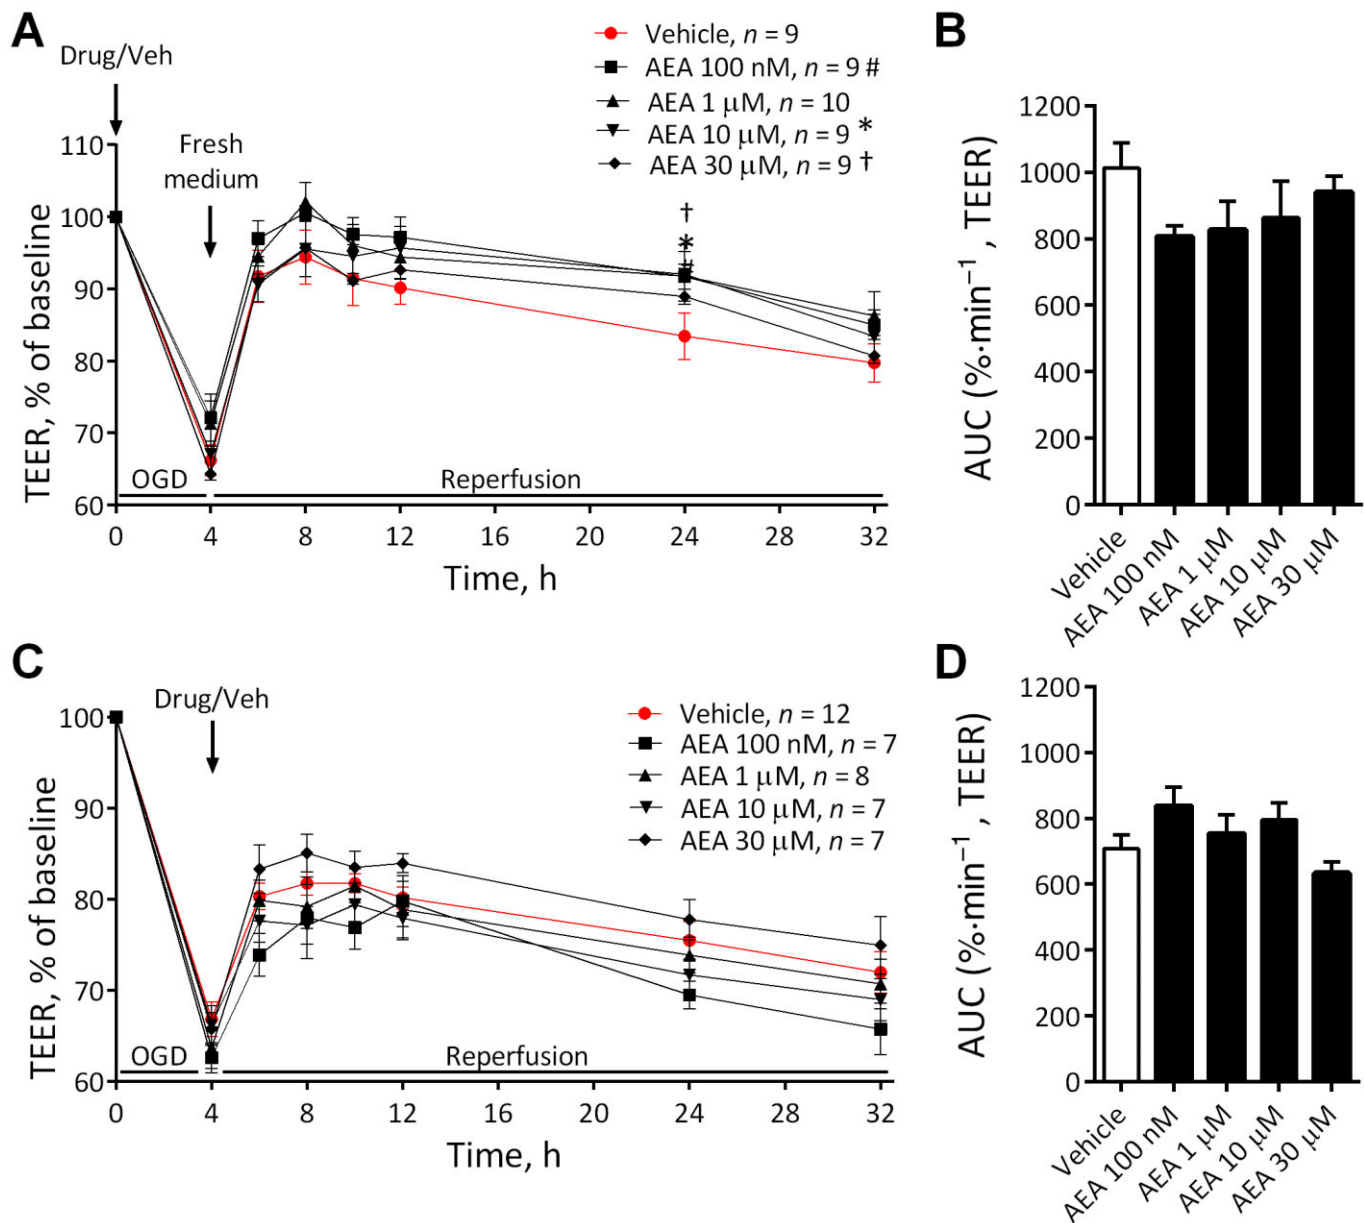 A
Drug/Veh
Fresh
medium
Vehicle, n = 9
AEA 100 nM, n = 9 #
AEA 1 μM, n = 10
AEA 10 μM, n = 9 *
AEA 30 μM, n = 9 †
†
*
#
TEER, % of baseline
110
100
90
80
70
60
OGD
Reperfusion
0 4 8 12 16 20 24 28 32
Time, h
B
AUC (%·min⁻¹ , TEER)
1200
1000
800
600
400
200
0
Vehicle
AEA 100 nM
AEA 1 μM
AEA 10 μM
AEA 30 μM
C
Drug/Veh
Vehicle, n = 12
AEA 100 nM, n = 7
AEA 1 μM, n = 8
AEA 10 μM, n = 7
AEA 30 μM, n = 7
TEER, % of baseline
100
90
80
70
60
OGD
Reperfusion
0 4 8 12 16 20 24 28 32
Time, h
D
AUC (%·min⁻¹ , TEER)
1200
1000
800
600
400
200
0
Vehicle
AEA 100 nM
AEA 1 μM
AEA 10 μM
AEA 30 μM